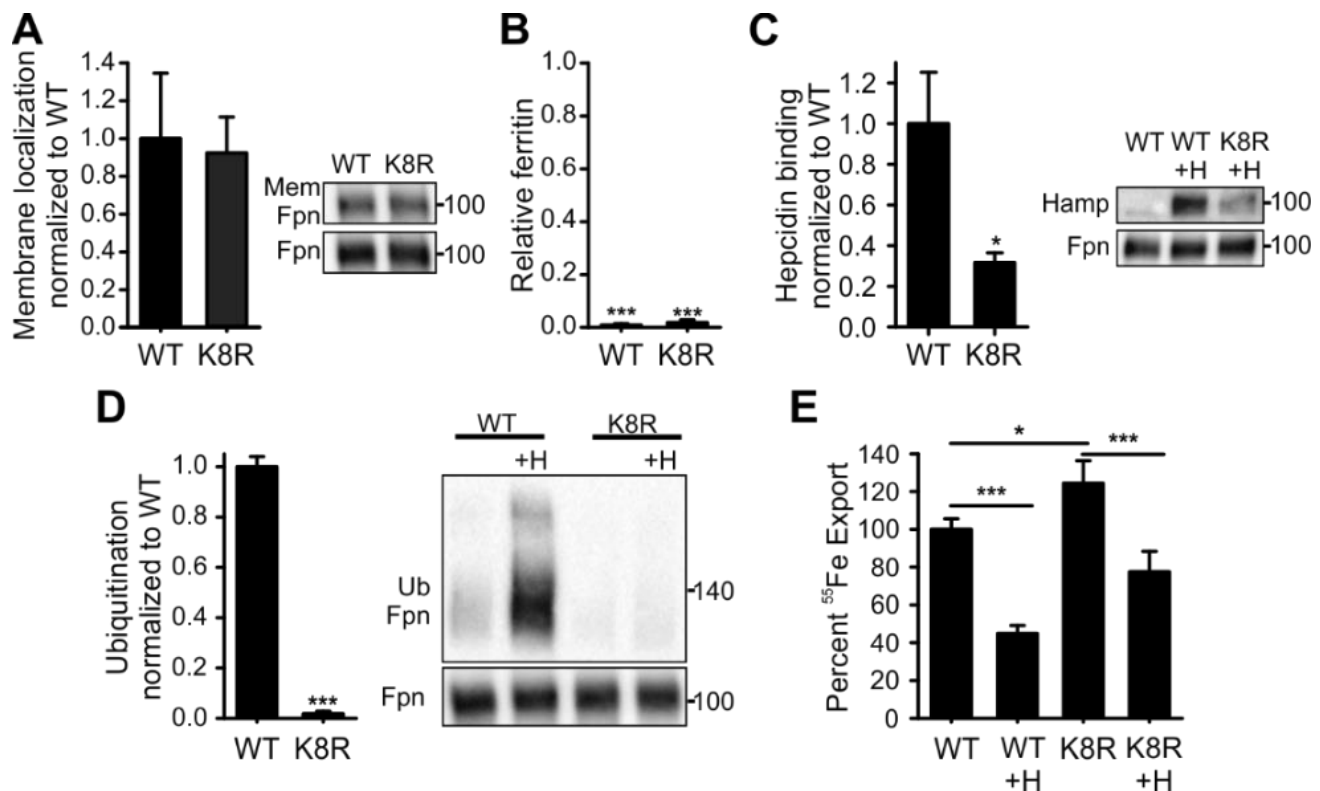 A
Membrane localization
normalized to WT
1.4
1.2
1.0
0.8
0.6
0.4
0.2
0.0
WT K8R
WT K8R
Mem
Fpn
100
Fpn
100
B
Relative ferritin
1.0
0.8
0.6
0.4
0.2
0.0
*** ***
WT K8R
C
Hepcidin binding
normalized to WT
1.2
1.0
0.8
0.6
0.4
0.2
0.0
*
WT K8R
WT WT K8R
+H +H
Hamp
100
Fpn
100
D
Ubiquitination
normalized to WT
1.0
0.8
0.6
0.4
0.2
0.0
***
WT K8R
WT K8R
+H +H
Ub
Fpn
140
Fpn
100
E
Percent ⁵⁵Fe Export
140
120
100
80
60
40
20
0
*
***
***
WT WT K8R K8R
+H +H